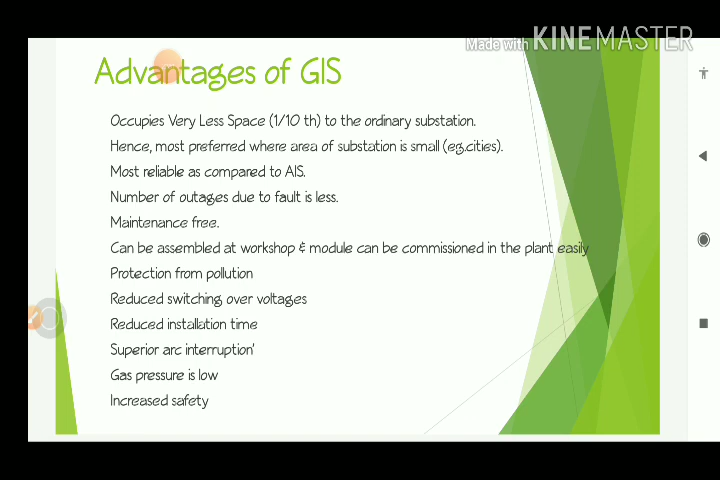 Made with KINEMASTER
Advantages of GIS
Occupies Very Less Space (1/10 th) to the ordinary substation.
Hence, most preferred where area of substation is small (eg.cities).
Most reliable as compared to AIS.
Number of outages due to fault is less.
Maintenance free.
Can be assembled at workshop & module can be commissioned in the plant easily
Protection from pollution
Reduced switching over voltages
Reduced installation time
Superior arc interruption'
Gas pressure is low
Increased safety